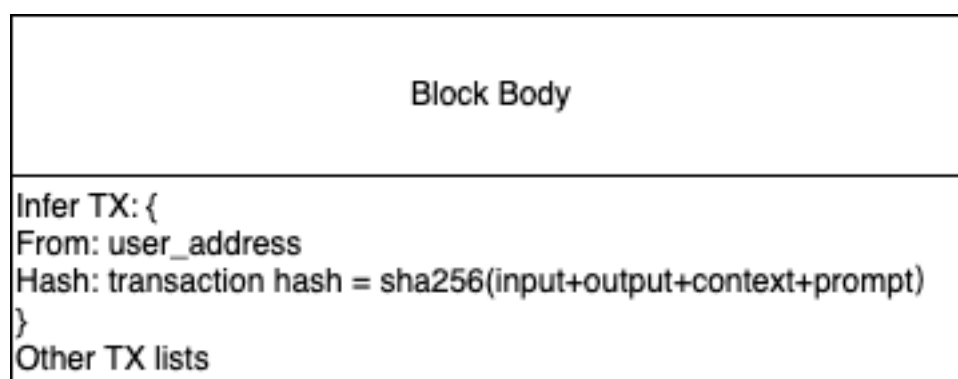 Block Body
Infer TX: {
From: user_address
Hash: transaction hash = sha256(input+output+context+prompt)
}
Other TX lists